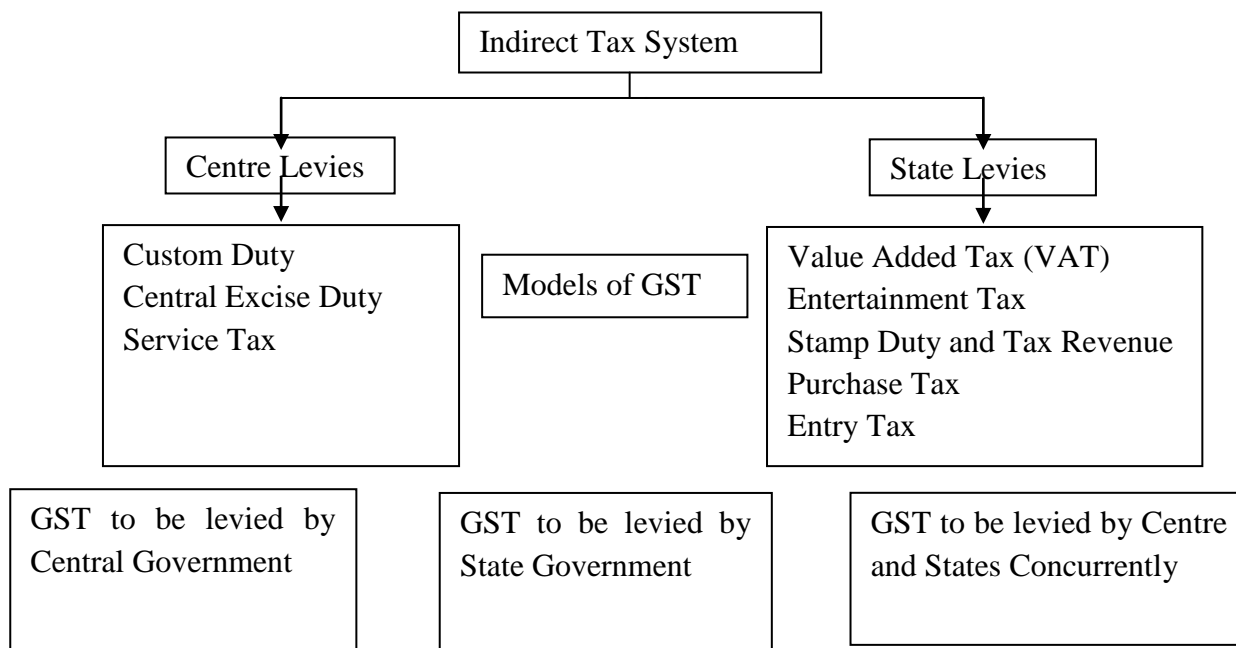 Indirect Tax System
Centre Levies
State Levies
Custom Duty
Central Excise Duty
Service Tax
Models of GST
Value Added Tax (VAT)
Entertainment Tax
Stamp Duty and Tax Revenue
Purchase Tax
Entry Tax
GST to be levied by
Central Government
GST to be levied by
State Government
GST to be levied by Centre
and States Concurrently